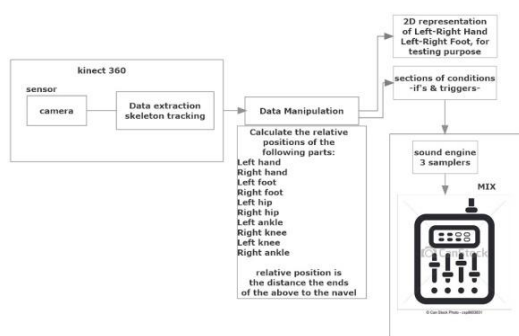 kinect 360
sensor
camera
Data extraction
skeleton tracking
Data Manipulation
Calculate the relative
positions of the
following parts:
Left hand
Right hand
Left foot
Right foot
Left hip
Right hip
Left ankle
Right knee
Left knee
Right ankle
relative position is
the distance the ends
of the above to the navel
2D representation
of Left-Right Hand
Left-Right Foot, for
testing purpose
sections of conditions
-if's & triggers-
sound engine
3 samplers
MIX
CanStock